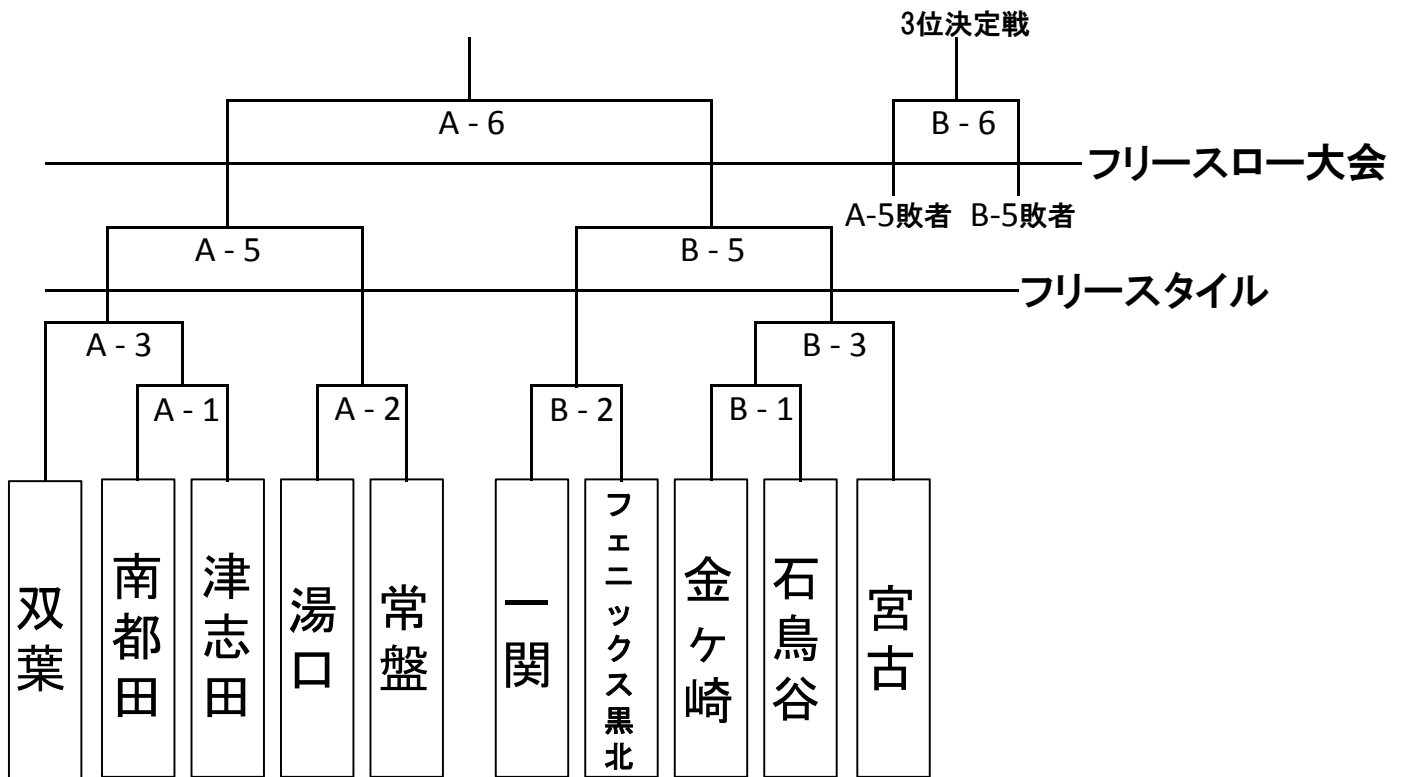 3位決定戦
A - 6
B - 6
フリースロー大会
A-5敗者 B-5敗者
A - 5
B - 5
フリースタイル
A - 3
B - 3
A - 1
A - 2
B - 2
B - 1
双葉
南都田
津志田
湯口
常盤
一関
フェニックス黒北
金ケ崎
石鳥谷
宮古